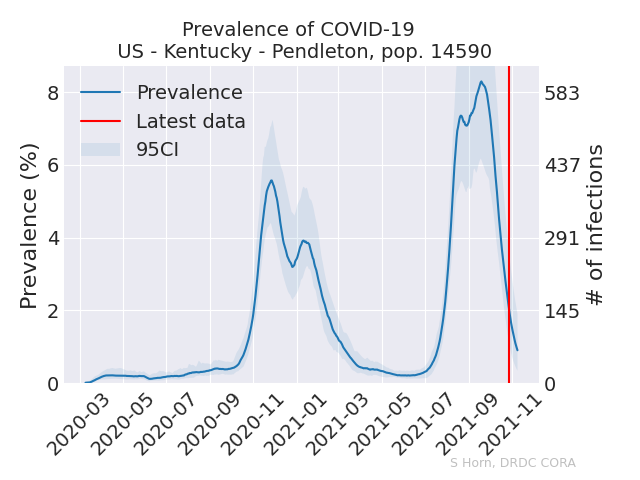 Prevalence of COVID-19
US - Kentucky - Pendleton, pop. 14590
Prevalence
Latest data
95CI
Prevalence (%)
8
6
4
2
0
# of infections
583
437
291
145
0
2020-03
2020-05
2020-07
2020-09
2020-11
2021-01
2021-03
2021-05
2021-07
2021-09
2021-11
S Horn, DRDC CORA